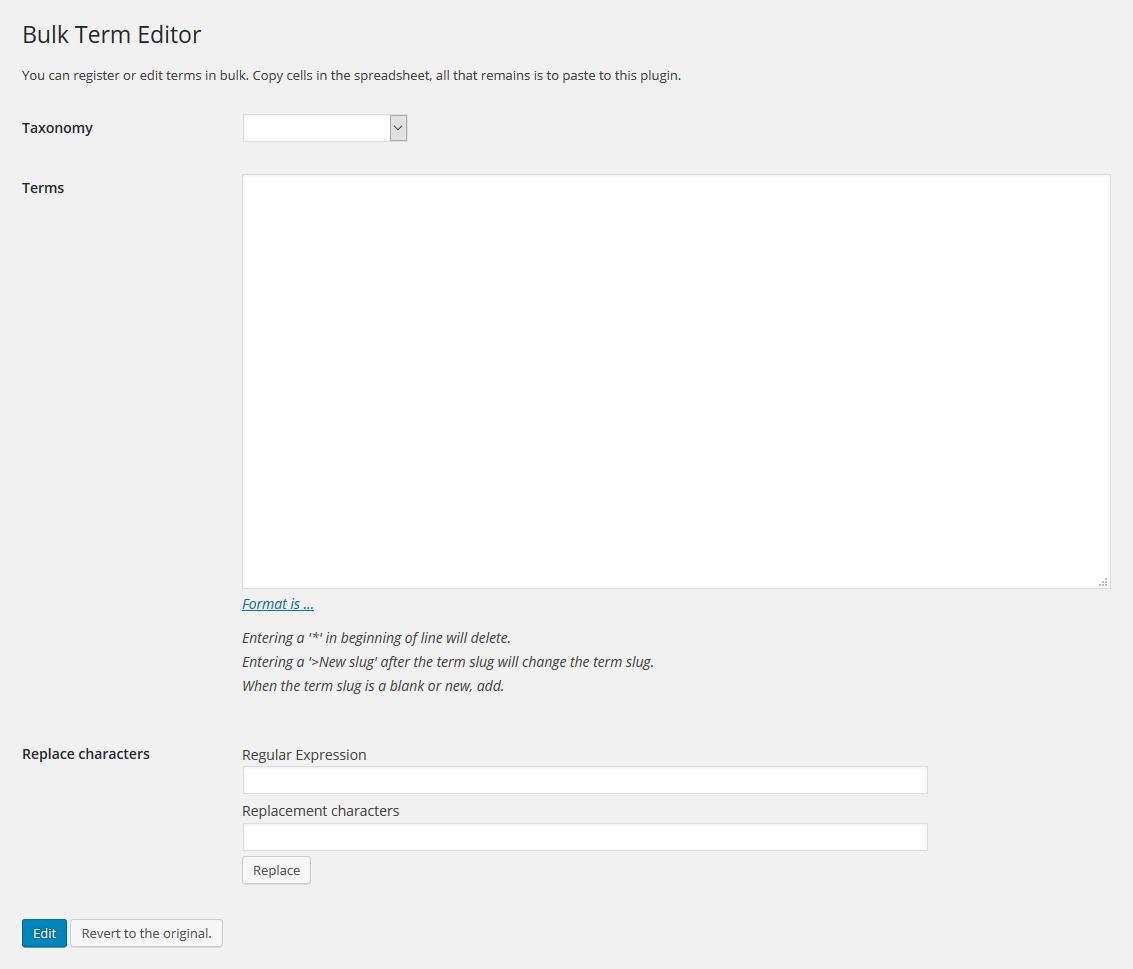 Bulk Term Editor
You can register or edit terms in bulk. Copy cells in the spreadsheet, all that remains is to paste to this plugin.
Taxonomy
Terms
Format is ...
Entering a '*' in beginning of line will delete.
Entering a '>New slug' after the term slug will change the term slug.
When the term slug is a blank or new, add.
Replace characters
Regular Expression
Replacement characters
Replace
Edit
Revert to the original.